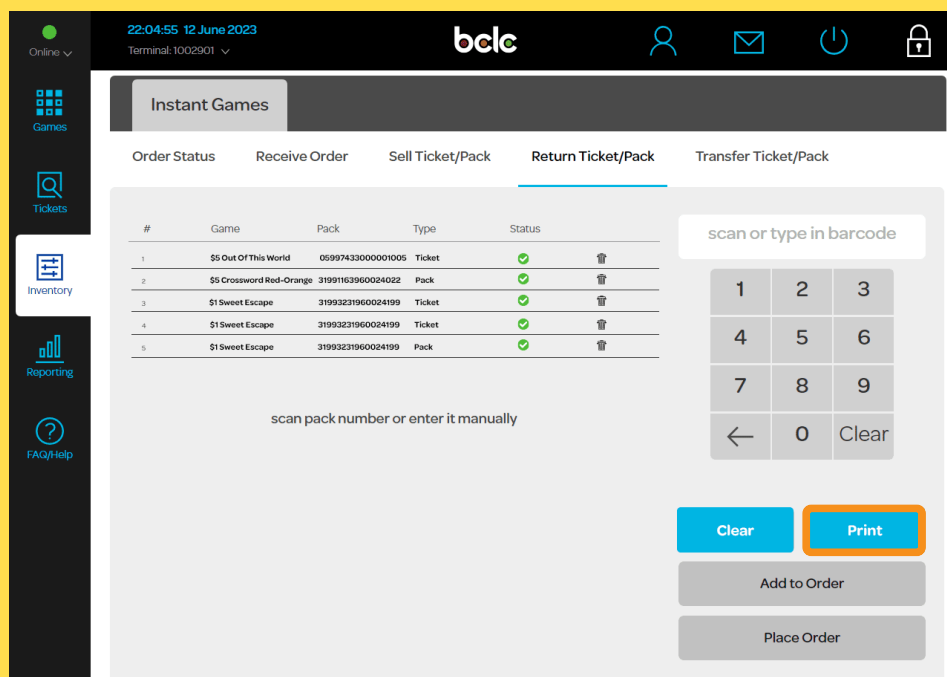 22:04:55 12 June 2023
Online
Terminal: 1002901
bclc
Games
Tickets
Inventory
Reporting
FAQ/Help
Instant Games
Order Status Receive Order Sell Ticket/Pack Return Ticket/Pack Transfer Ticket/Pack
# Game Pack Type Status
1 $5 Out Of This World 05997433000001005 Ticket
2 $5 Crossword Red-Orange 31991163960024022 Pack
3 $1 Sweet Escape 31993231960024199 Ticket
4 $1 Sweet Escape 31993231960024199 Ticket
5 $1 Sweet Escape 31993231960024199 Pack
scan pack number or enter it manually
scan or type in barcode
1 2 3
4 5 6
7 8 9
← 0 Clear
Clear Print
Add to Order
Place Order